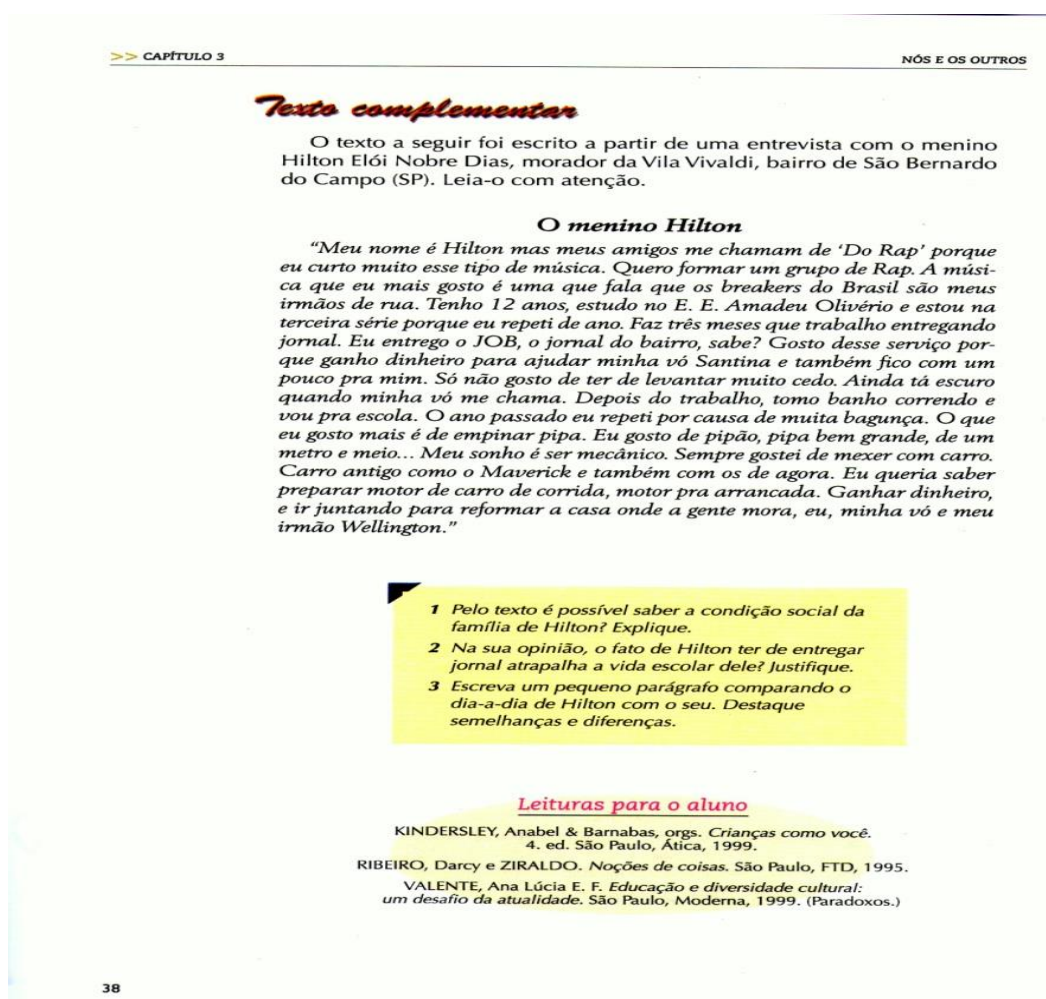 >> CAPÍTULO 3
NÓS E OS OUTROS
Texto complementar
O texto a seguir foi escrito a partir de uma entrevista com o menino
Hilton Elói Nobre Dias, morador da Vila Vivaldi, bairro de São Bernardo
do Campo (SP). Leia-o com atenção.
O menino Hilton
“Meu nome é Hilton mas meus amigos me chamam de ‘Do Rap’ porque
eu curto muito esse tipo de música. Quero formar um grupo de Rap. A músi-
ca que eu mais gosto é uma que fala que os breakers do Brasil são meus
irmãos de rua. Tenho 12 anos, estudo no E. E. Amadeu Olivério e estou na
terceira série porque eu repeti de ano. Faz três meses que trabalho entregando
jornal. Eu entrego o JOB, o jornal do bairro, sabe? Gosto desse serviço por-
que ganho dinheiro para ajudar minha vó Santina e também fico com um
pouco pra mim. Só não gosto de ter de levantar muito cedo. Ainda tá escuro
quando minha vó me chama. Depois do trabalho, tomo banho correndo e
vou pra escola. O ano passado eu repeti por causa de muita bagunça. O que
eu gosto mais é de empinar pipa. Eu gosto de pipão, pipa bem grande, de um
metro e meio... Meu sonho é ser mecânico. Sempre gostei de mexer com carro.
Carro antigo como o Maverick e também com os de agora. Eu queria saber
preparar motor de carro de corrida, motor pra arrancada. Ganhar dinheiro,
e ir juntando para reformar a casa onde a gente mora, eu, minha vó e meu
irmão Wellington.”
1 Pelo texto é possível saber a condição social da
família de Hilton? Explique.
2 Na sua opinião, o fato de Hilton ter de entregar
jornal atrapalha a vida escolar dele? Justifique.
3 Escreva um pequeno parágrafo comparando o
dia-a-dia de Hilton com o seu. Destaque
semelhanças e diferenças.
Leituras para o aluno
KINDERSLEY, Anabel & Barnabas, orgs. Crianças como você.
4. ed. São Paulo, Ática, 1999.
RIBEIRO, Darcy e ZIRALDO. Noções de coisas. São Paulo, FTD, 1995.
VALENTE, Ana Lúcia E. F. Educação e diversidade cultural:
um desafio da atualidade. São Paulo, Moderna, 1999. (Paradoxos.)
38